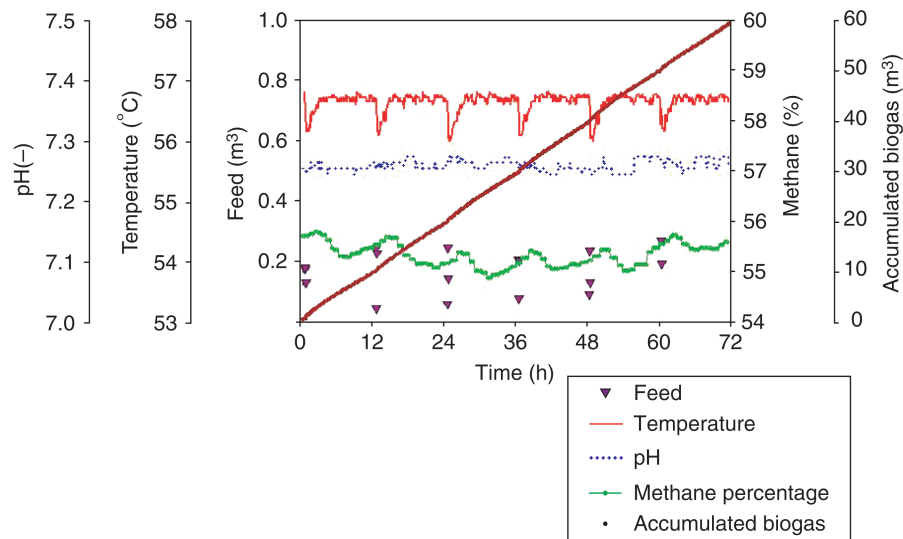 7.5
7.4
7.3
7.2
7.1
7.0
pH(–)
58
57
56
55
54
53
Temperature (°C)
1.0
0.8
0.6
0.4
0.2
Feed (m³)
60
59
58
57
56
55
54
Methane (%)
60
50
40
30
20
10
0
Accumulated biogas (m³)
0 12 24 36 48 60 72
Time (h)
Feed
Temperature
pH
Methane percentage
Accumulated biogas